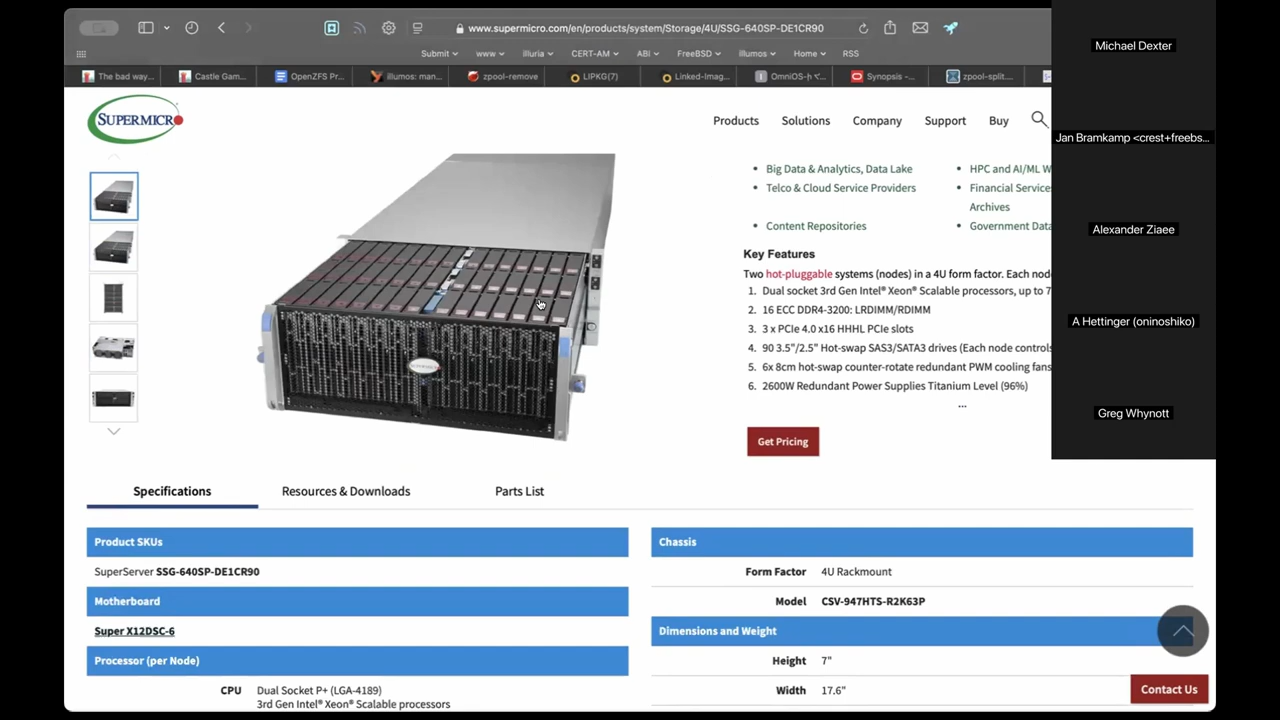 www.supermicro.com/en/products/system/Storage/4U/SSG-640SP-DE1CR90
Submit www illuria CERT-AM ABI FreeBSD illumos Home RSS
The bad way... Castle Gam... OpenZFS Pr... illumos: man... zpool-remove LIPKG(7) Linked-Imag... Synopsis –... zpool-split...
SUPERMICR
Products Solutions Company Support Buy
• Big Data & Analytics, Data Lake
• HPC and AI/ML W
• Telco & Cloud Service Providers
• Financial Service
Archives
• Content Repositories
• Government Data
Key Features
Two hot-pluggable systems (nodes) in a 4U form factor. Each node
1. Dual socket 3rd Gen Intel® Xeon® Scalable processors, up to 7
2. 16 ECC DDR4-3200: LRDIMM/RDIMM
3. 3 x PCIe 4.0 x16 HHHL PCIe slots
4. 90 3.5"/2.5" Hot-swap SAS3/SATA3 drives (Each node controls
5. 6x 8cm hot-swap counter-rotate redundant PWM cooling fans
6. 2600W Redundant Power Supplies Titanium Level (96%)
...
Get Pricing
Specifications Resources & Downloads Parts List
Product SKUs
SuperServer SSG-640SP-DE1CR90
Motherboard
Super X12DSC-6
Processor (per Node)
CPU Dual Socket P+ (LGA-4189)
3rd Gen Intel® Xeon® Scalable processors
Chassis
Form Factor 4U Rackmount
Model CSV-947HTS-R2K63P
Dimensions and Weight
Height 7"
Width 17.6"
Contact Us
Michael Dexter
Jan Bramkamp <crest+freebs...
Alexander Ziaee
A Hettinger (oninoshiko)
Greg Whynott